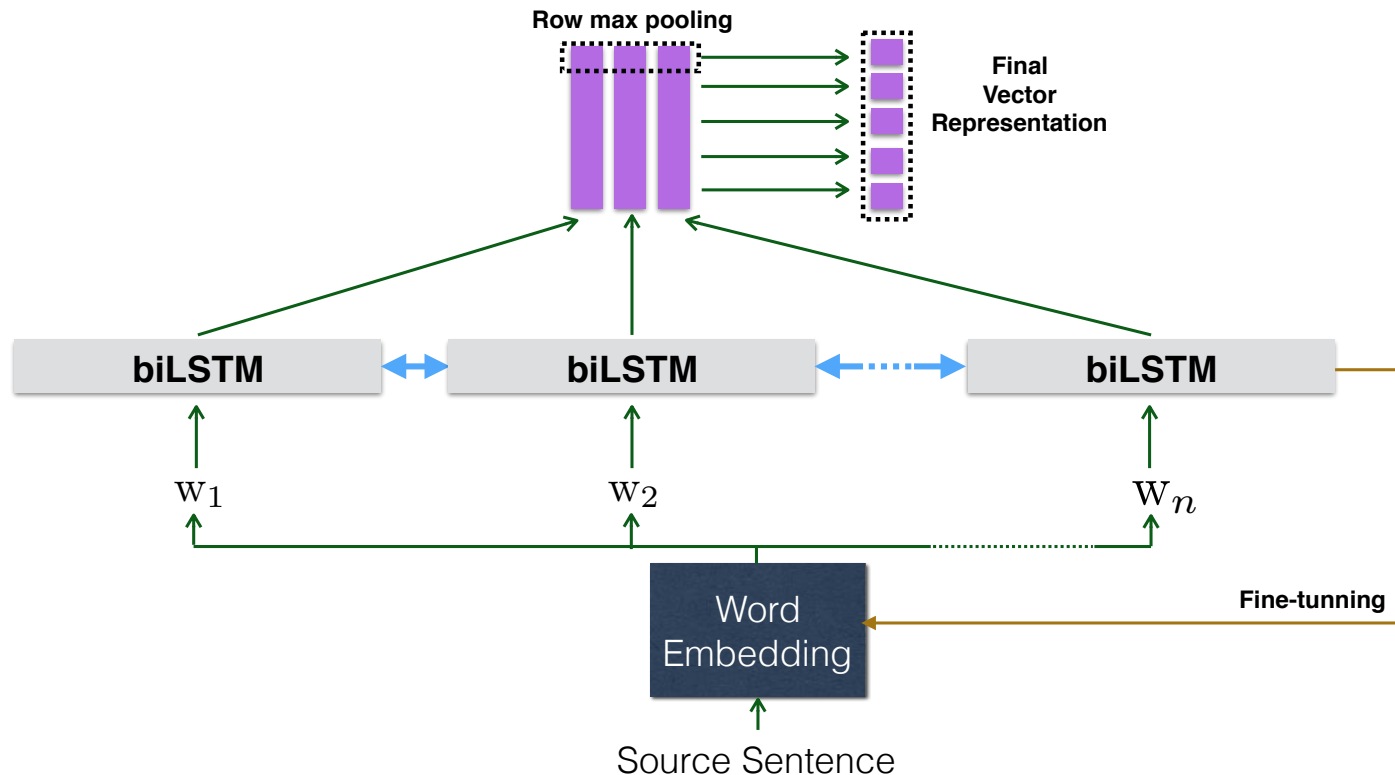 Row max pooling
Final
Vector
Representation
biLSTM
biLSTM
biLSTM
w₁
w₂
wₙ
Word
Embedding
Fine-tunning
Source Sentence